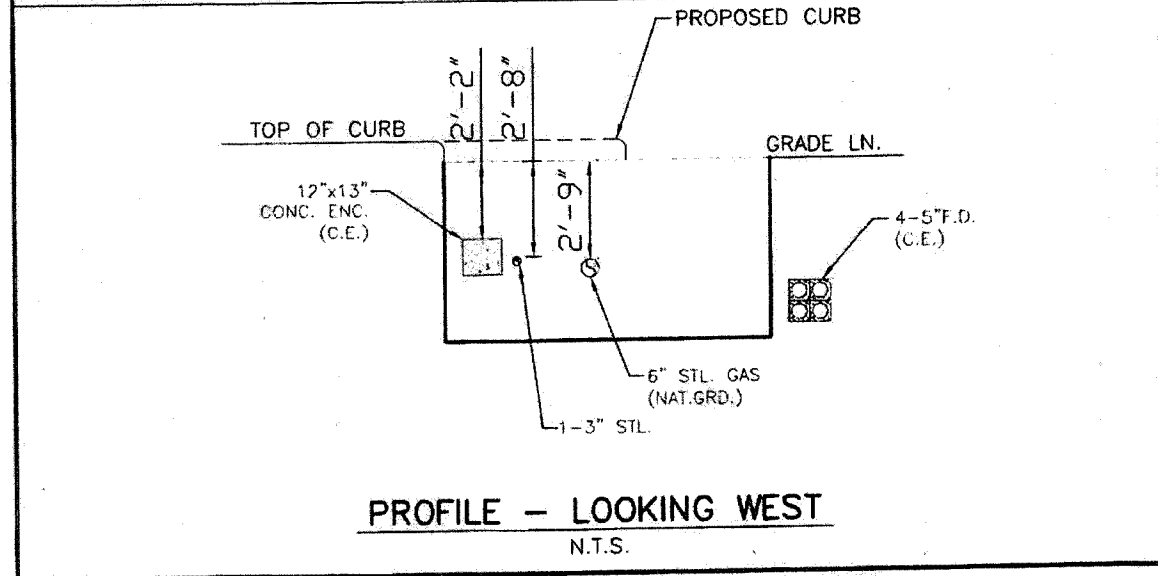 PROPOSED CURB
2'-2"
2'-8"
TOP OF CURB
GRADE LN.
2'-9"
12"x13"
CONC. ENC.
(C.E.)
4-5"F.D.
(C.E.)
6" STL. GAS
(NAT.GRD.)
1-3" STL.
PROFILE - LOOKING WEST
N.T.S.